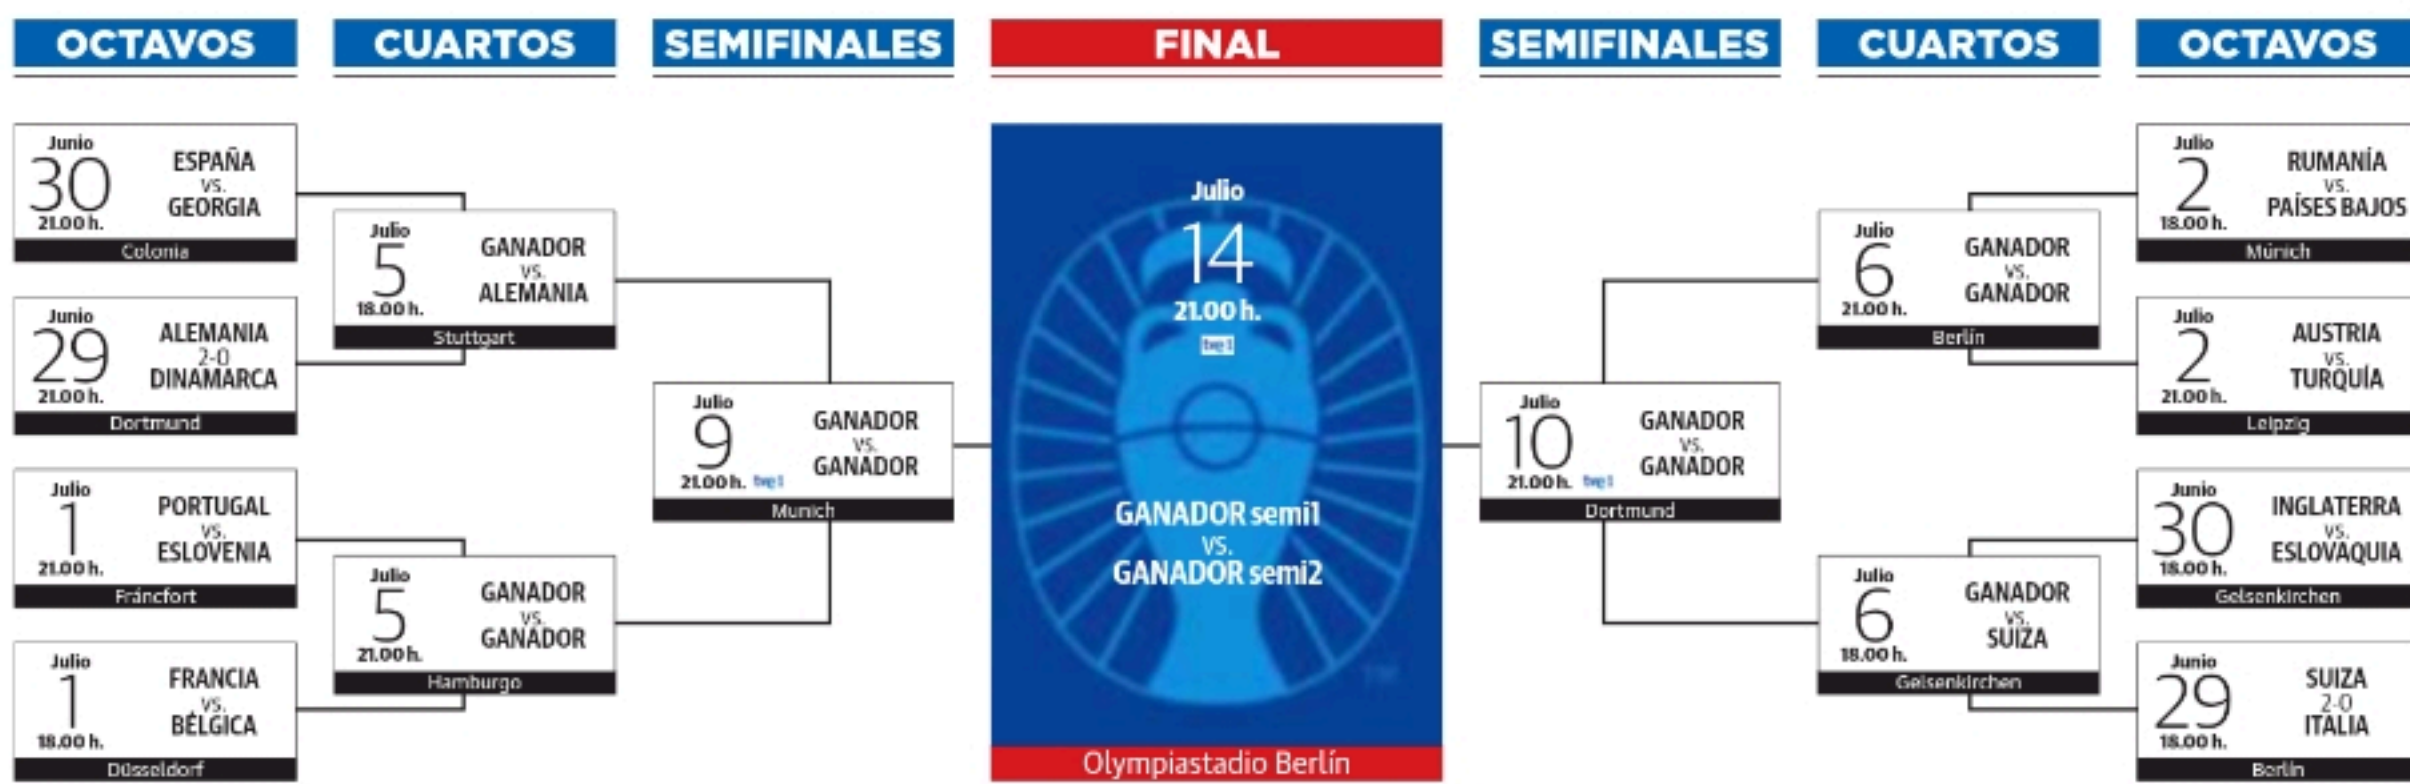 OCTAVOS
CUARTOS
SEMIFINALES
FINAL
SEMIFINALES
CUARTOS
OCTAVOS
Junio
30
21.00 h.
ESPAÑA
vs.
GEORGIA
Colonia
Junio
29
21.00 h.
ALEMANIA
2-0
DINAMARCA
Dortmund
Julio
1
21.00 h.
PORTUGAL
vs.
ESLOVENIA
Fráncfort
Julio
1
18.00 h.
FRANCIA
vs.
BÉLGICA
Düsseldorf
Julio
5
18.00 h.
GANADOR
vs.
ALEMANIA
Stuttgart
Julio
5
21.00 h.
GANADOR
vs.
GANADOR
Hamburgo
Julio
9
21.00 h. tve1
GANADOR
vs.
GANADOR
Munich
Julio
14
21.00 h.
tve1
GANADOR semi1
vs.
GANADOR semi2
TM
Olympiastadio Berlín
Julio
10
21.00 h. tve1
GANADOR
vs.
GANADOR
Dortmund
Julio
6
21.00 h.
GANADOR
vs.
GANADOR
Berlín
Julio
6
18.00 h.
GANADOR
vs.
SUIZA
Gelsenkirchen
Julio
2
18.00 h.
RUMANÍA
vs.
PAÍSES BAJOS
Múnich
Julio
2
21.00 h.
AUSTRIA
vs.
TURQUÍA
Leipzig
Junio
30
18.00 h.
INGLATERRA
vs.
ESLOVAQUIA
Gelsenkirchen
Junio
29
18.00 h.
SUIZA
2-0
ITALIA
Berlín